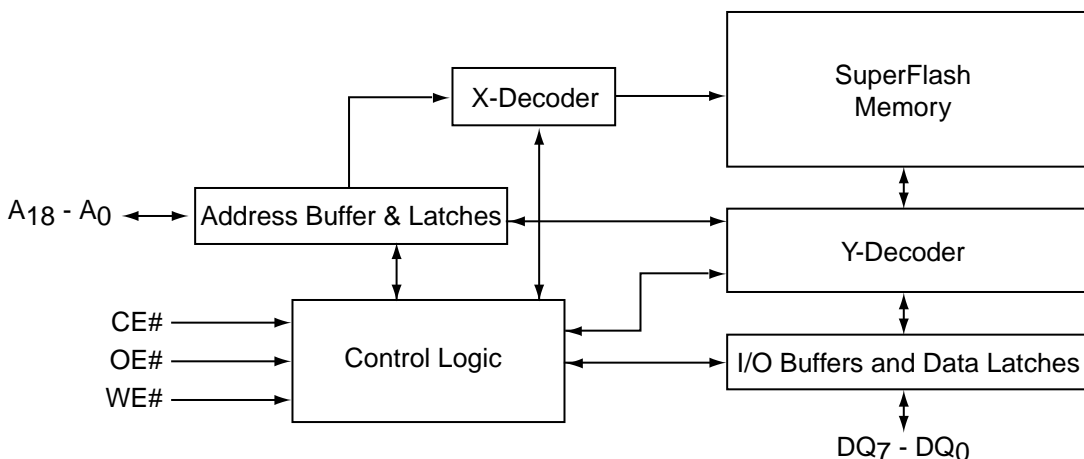 X-Decoder
SuperFlash
Memory
A18 - A0
Address Buffer & Latches
Y-Decoder
CE#
OE#
WE#
Control Logic
I/O Buffers and Data Latches
DQ7 - DQ0